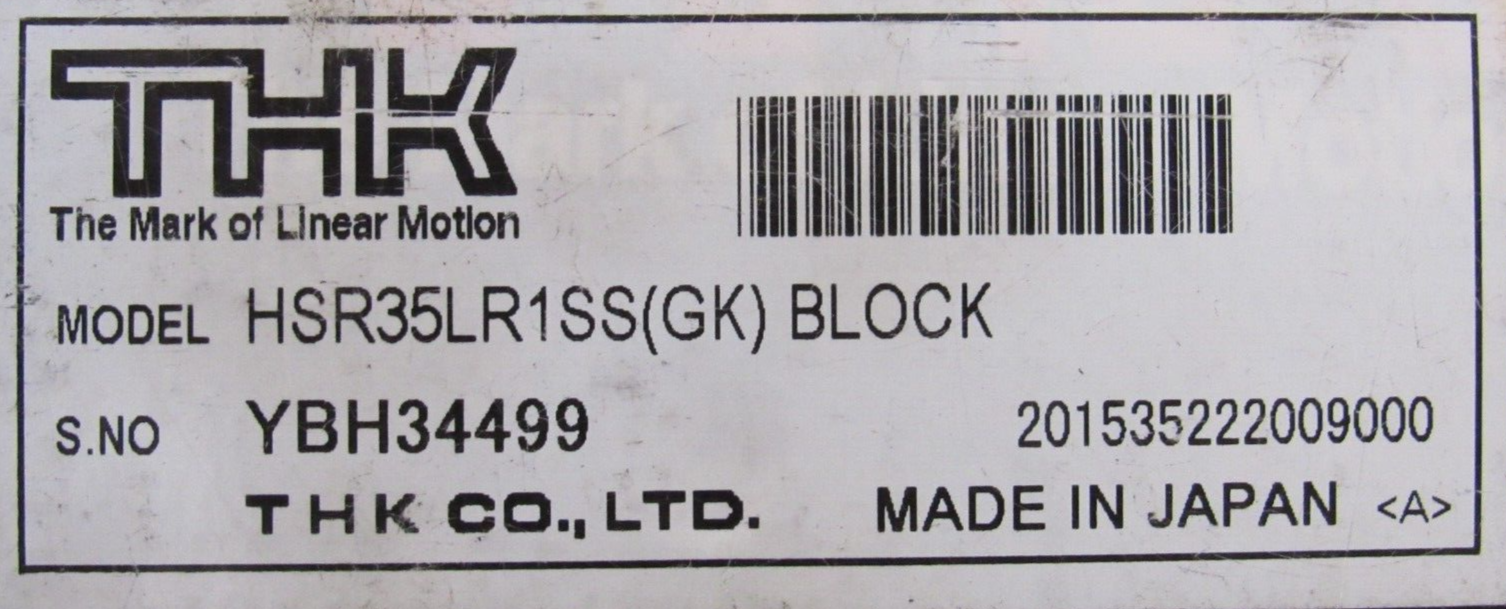 THK
The Mark of Linear Motion
MODEL HSR35LR1SS(GK) BLOCK
S.NO YBH34499 201535222009000
THK CO., LTD. MADE IN JAPAN <A>